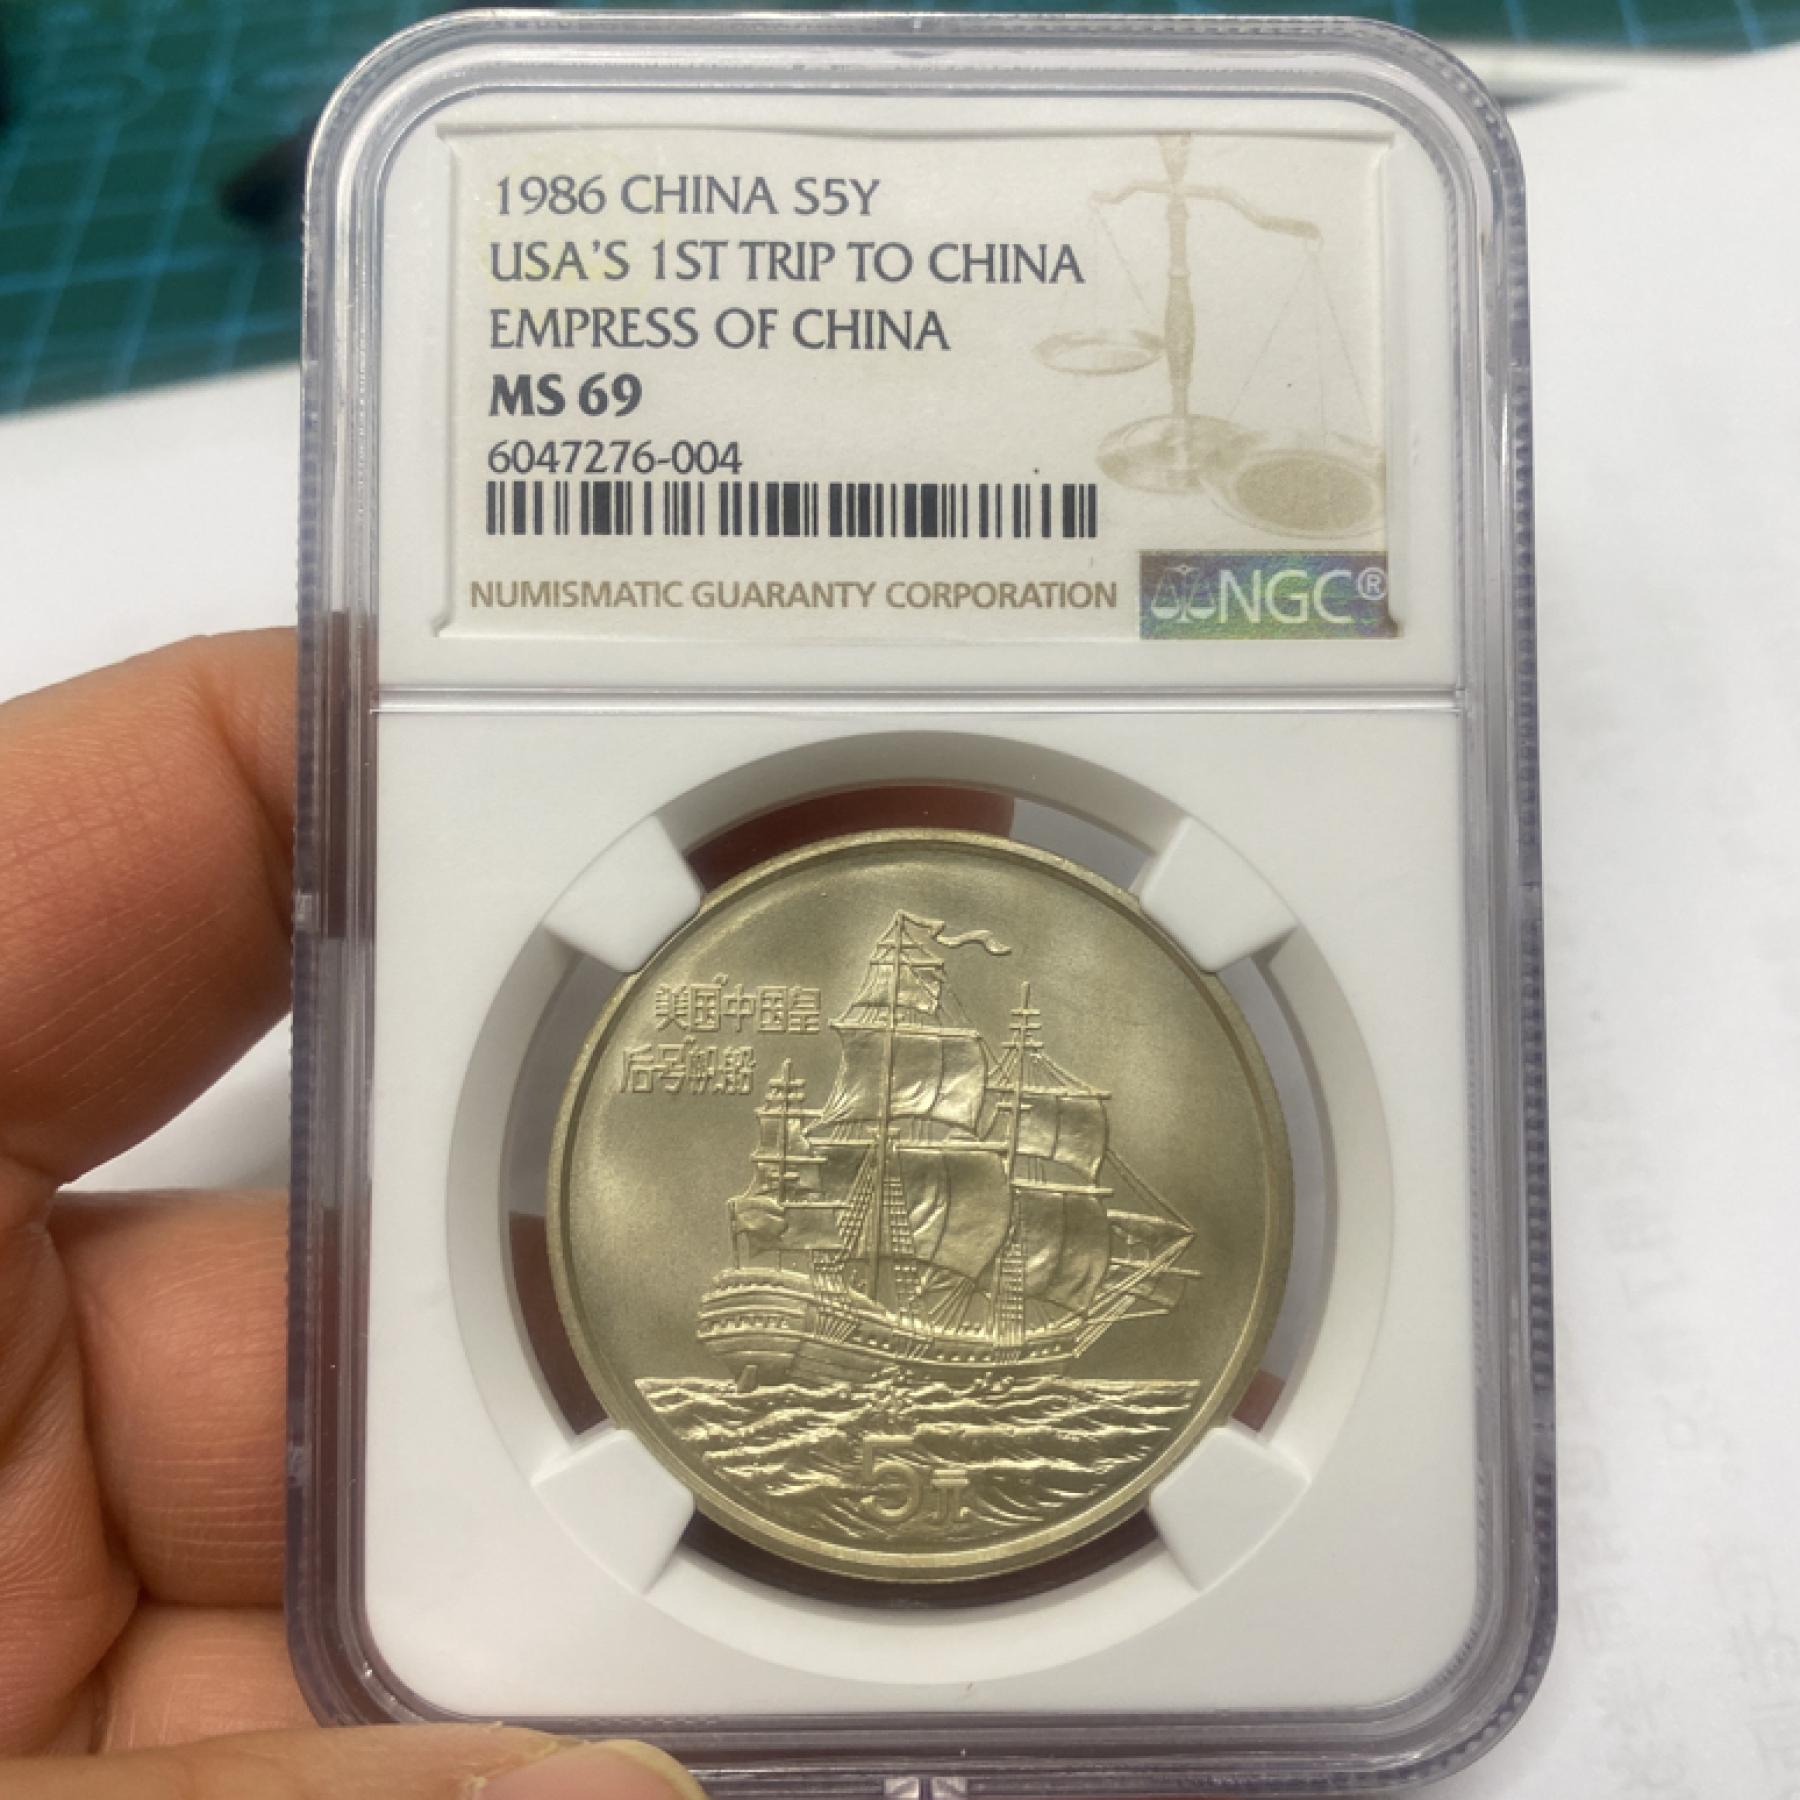 1986 CHINA S5Y
USA'S 1ST TRIP TO CHINA
EMPRESS OF CHINA
MS 69
6047276-004
NUMISMATIC GUARANTY CORPORATION
NGC®
美国"中国皇
后号"帆船
5元